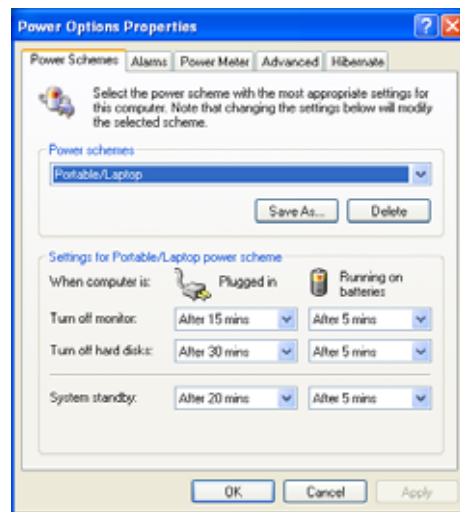 Power Options Properties
Power Schemes Alarms Power Meter Advanced Hibernate
Select the power scheme with the most appropriate settings for
this computer. Note that changing the settings below will modify
the selected scheme.
Power schemes
Portable/Laptop
Save As... Delete
Settings for Portable/Laptop power scheme
When computer is: Plugged in Running on
batteries
Turn off monitor: After 15 mins After 5 mins
Turn off hard disks: After 30 mins After 5 mins
System standby: After 20 mins After 5 mins
OK Cancel Apply